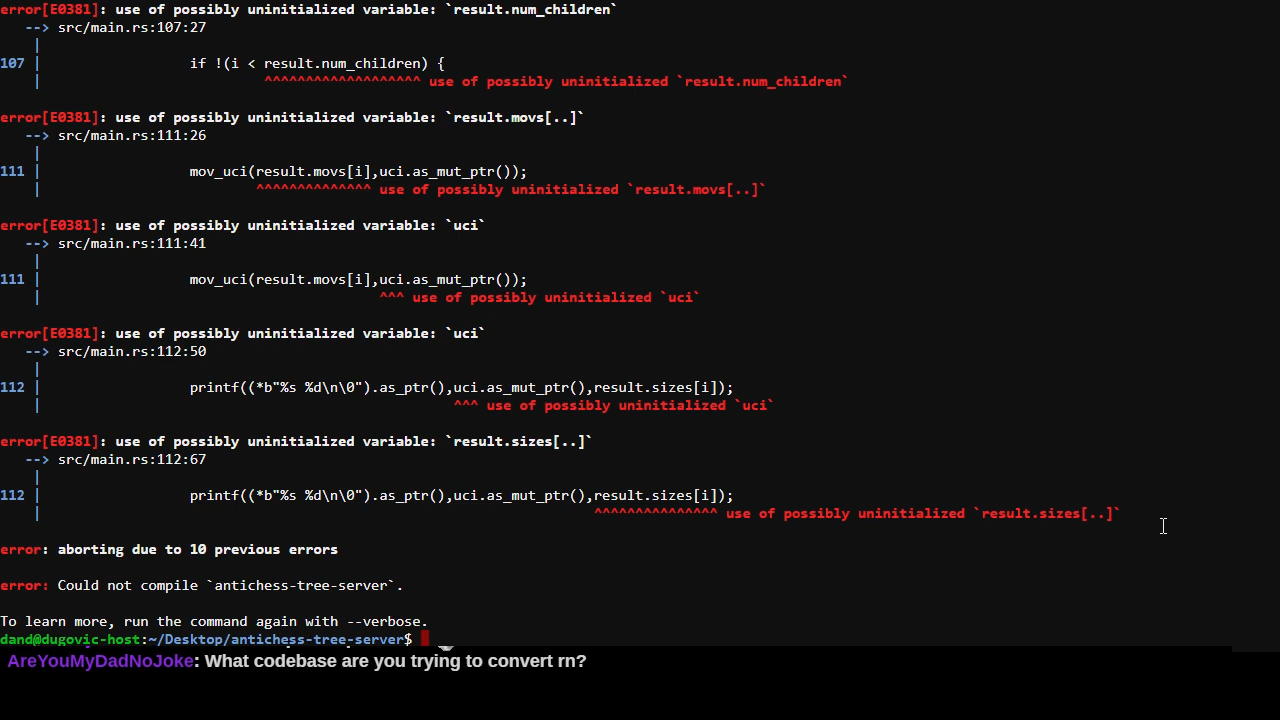 error[E0381]: use of possibly uninitialized variable: `result.num_children`
--> src/main.rs:107:27
|
107 | if !(i < result.num_children) {
| ^^^^^^^^^^^^^^^^^^^ use of possibly uninitialized `result.num_children`
error[E0381]: use of possibly uninitialized variable: `result.movs[..]`
--> src/main.rs:111:26
|
111 | mov_uci(result.movs[i],uci.as_mut_ptr());
| ^^^^^^^^^^^^^^ use of possibly uninitialized `result.movs[..]`
error[E0381]: use of possibly uninitialized variable: `uci`
--> src/main.rs:111:41
|
111 | mov_uci(result.movs[i],uci.as_mut_ptr());
| ^^^ use of possibly uninitialized `uci`
error[E0381]: use of possibly uninitialized variable: `uci`
--> src/main.rs:112:50
|
112 | printf((*b"%s %d\n\0").as_ptr(),uci.as_mut_ptr(),result.sizes[i]);
| ^^^ use of possibly uninitialized `uci`
error[E0381]: use of possibly uninitialized variable: `result.sizes[..]`
--> src/main.rs:112:67
|
112 | printf((*b"%s %d\n\0").as_ptr(),uci.as_mut_ptr(),result.sizes[i]);
| ^^^^^^^^^^^^^^^ use of possibly uninitialized `result.sizes[..]`
error: aborting due to 10 previous errors
error: Could not compile `antichess-tree-server`.
To learn more, run the command again with --verbose.
dand@dugovic-host:~/Desktop/antichess-tree-server$
AreYouMyDadNoJoke: What codebase are you trying to convert rn?